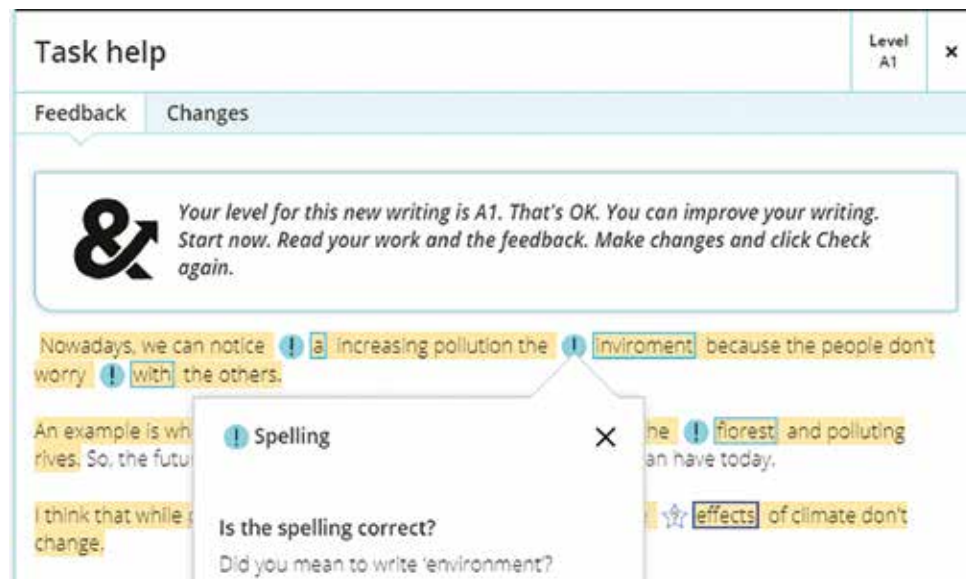 Task help
Level
A1
×
Feedback Changes
&
Your level for this new writing is A1. That's OK. You can improve your writing.
Start now. Read your work and the feedback. Make changes and click Check
again.
Nowadays, we can notice ! a increasing pollution the ! inviroment because the people don't
worry ! with the others.
An example is wh he ! florest and polluting
rives. So, the futu an have today.
! Spelling ×
I think that while effects of climate don't
change.
Is the spelling correct?
Did you mean to write 'environment'?